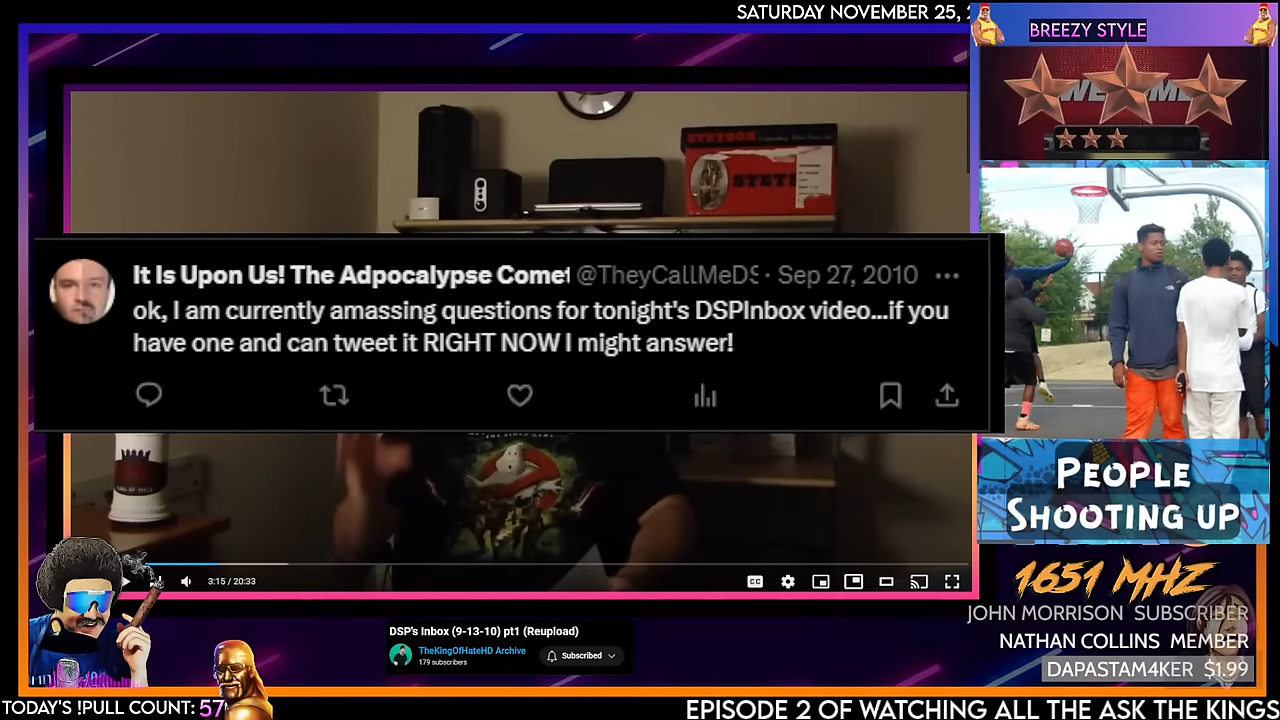 SATURDAY NOVEMBER 25,
BREEZY STYLE
STETSON
STETS
It Is Upon Us! The Adpocalypse Comet @TheyCallMeDS · Sep 27, 2010
ok, I am currently amassing questions for tonight's DSPInbox video...if you
have one and can tweet it RIGHT NOW I might answer!
PEOPLE
SHOOTING UP
3:15 / 20:33
CC
1651 MHZ
JOHN MORRISON SUBSCRIBER
NATHAN COLLINS MEMBER
DAPASTAM4KER $1.99
DSP's Inbox (9-13-10) pt1 (Reupload)
TheKingOfHateHD Archive
179 subscribers
Subscribed
TODAY'S !PULL COUNT: 57
EPISODE 2 OF WATCHING ALL THE ASK THE KINGS